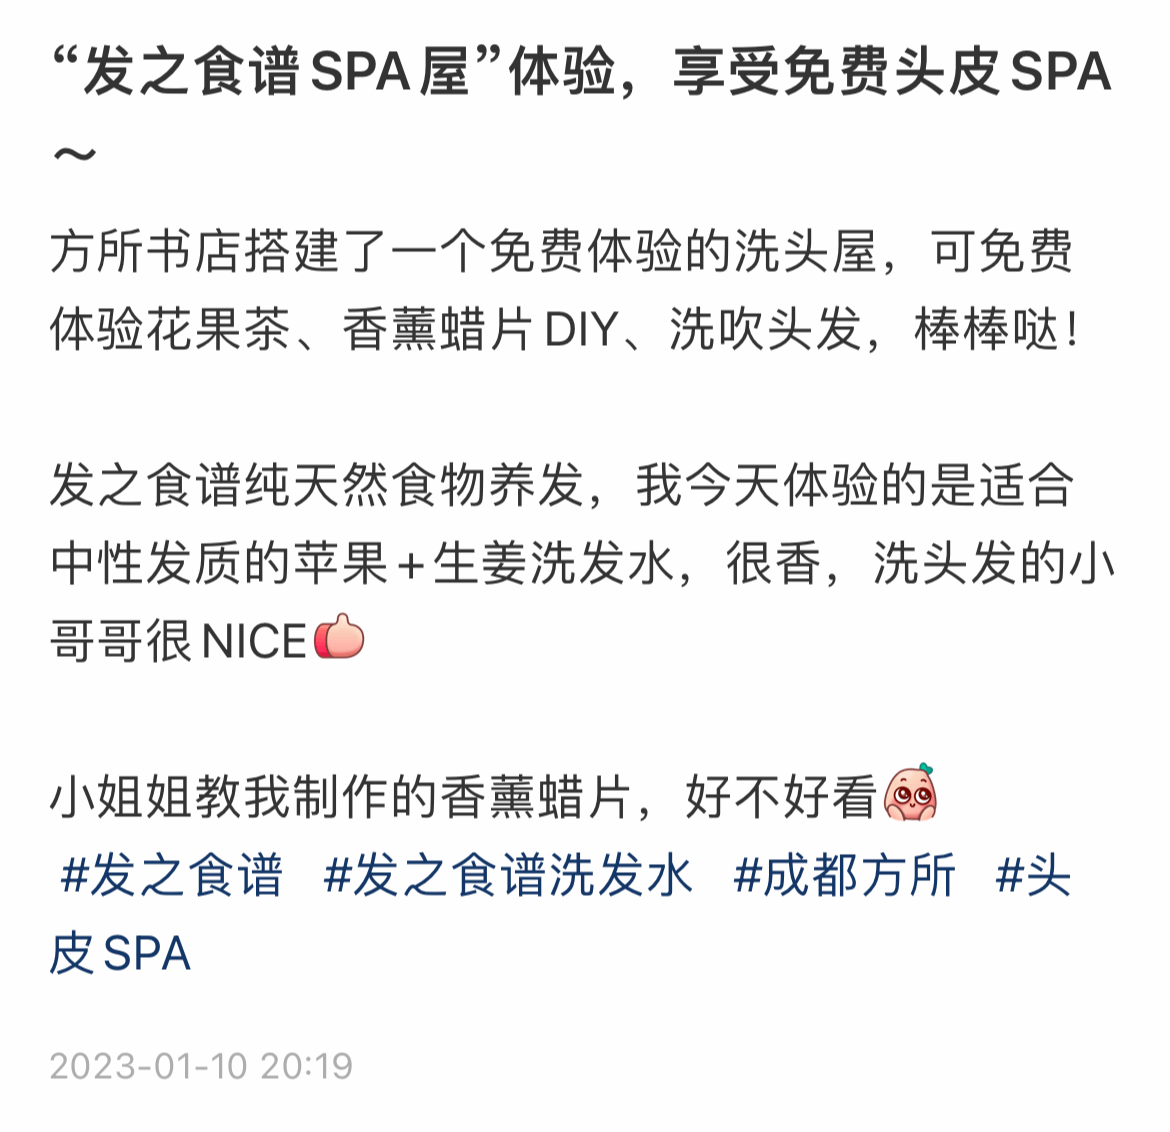 “发之食谱SPA屋”体验，享受免费头皮SPA
～
方所书店搭建了一个免费体验的洗头屋，可免费
体验花果茶、香薰蜡片DIY、洗吹头发，棒棒哒！
发之食谱纯天然食物养发，我今天体验的是适合
中性发质的苹果+生姜洗发水，很香，洗头发的小
哥哥很NICE
小姐姐教我制作的香薰蜡片，好不好看
#发之食谱 #发之食谱洗发水 #成都方所 #头
皮SPA
2023-01-10 20:19